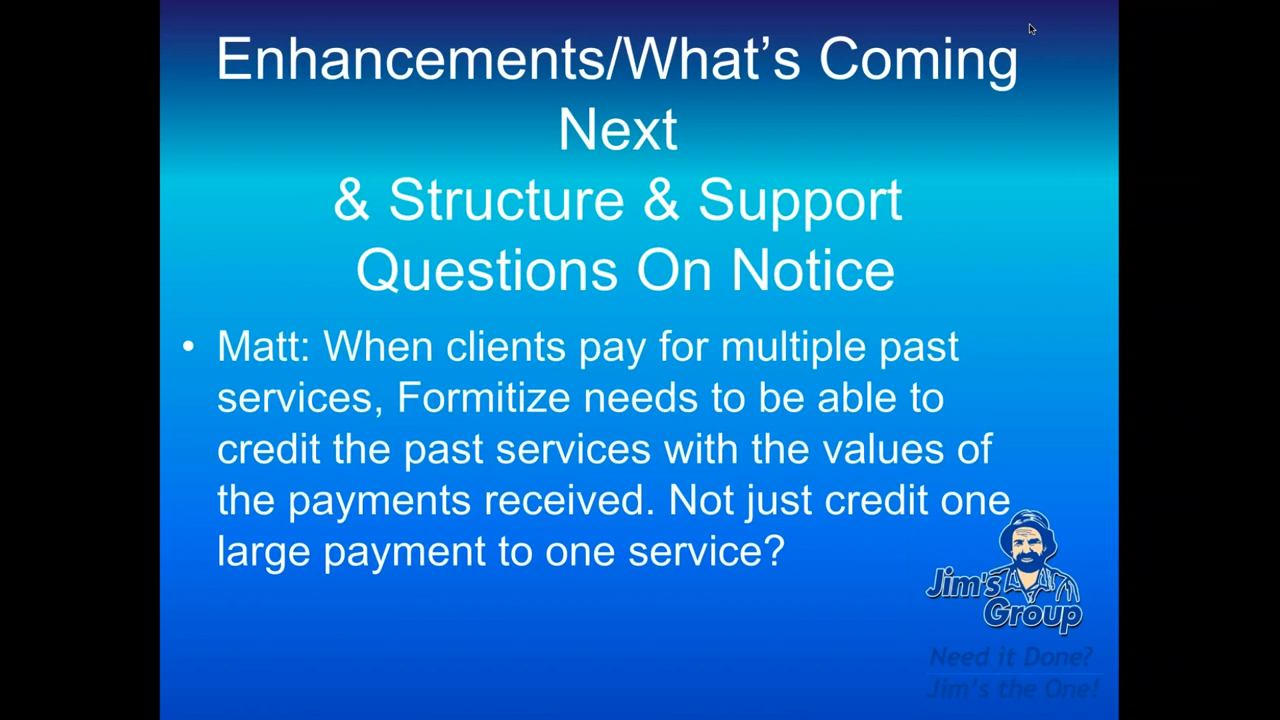 Enhancements/What’s Coming
Next
& Structure & Support
Questions On Notice
• Matt: When clients pay for multiple past
services, Formitize needs to be able to
credit the past services with the values of
the payments received. Not just credit one
large payment to one service?
Jim's
Group
Need it Done?
Jim's the One!